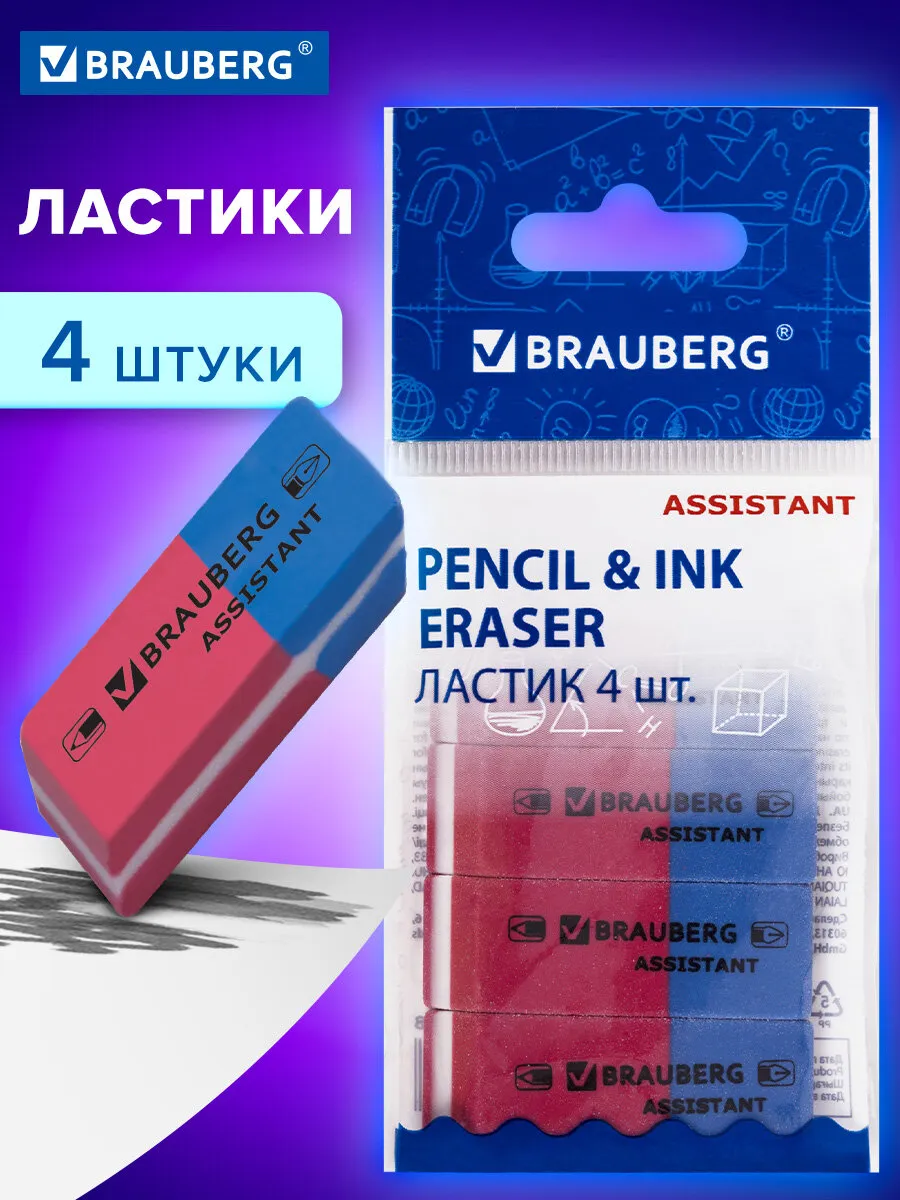 BRAUBERG®
ЛАСТИКИ
4 ШТУКИ
BRAUBERG®
ASSISTANT
PENCIL & INK
ERASER
ЛАСТИК 4 шт.
BRAUBERG
ASSISTANT
BRAUBERG
ASSISTANT
BRAUBERG
ASSISTANT
BRAUBERG
ASSISTANT